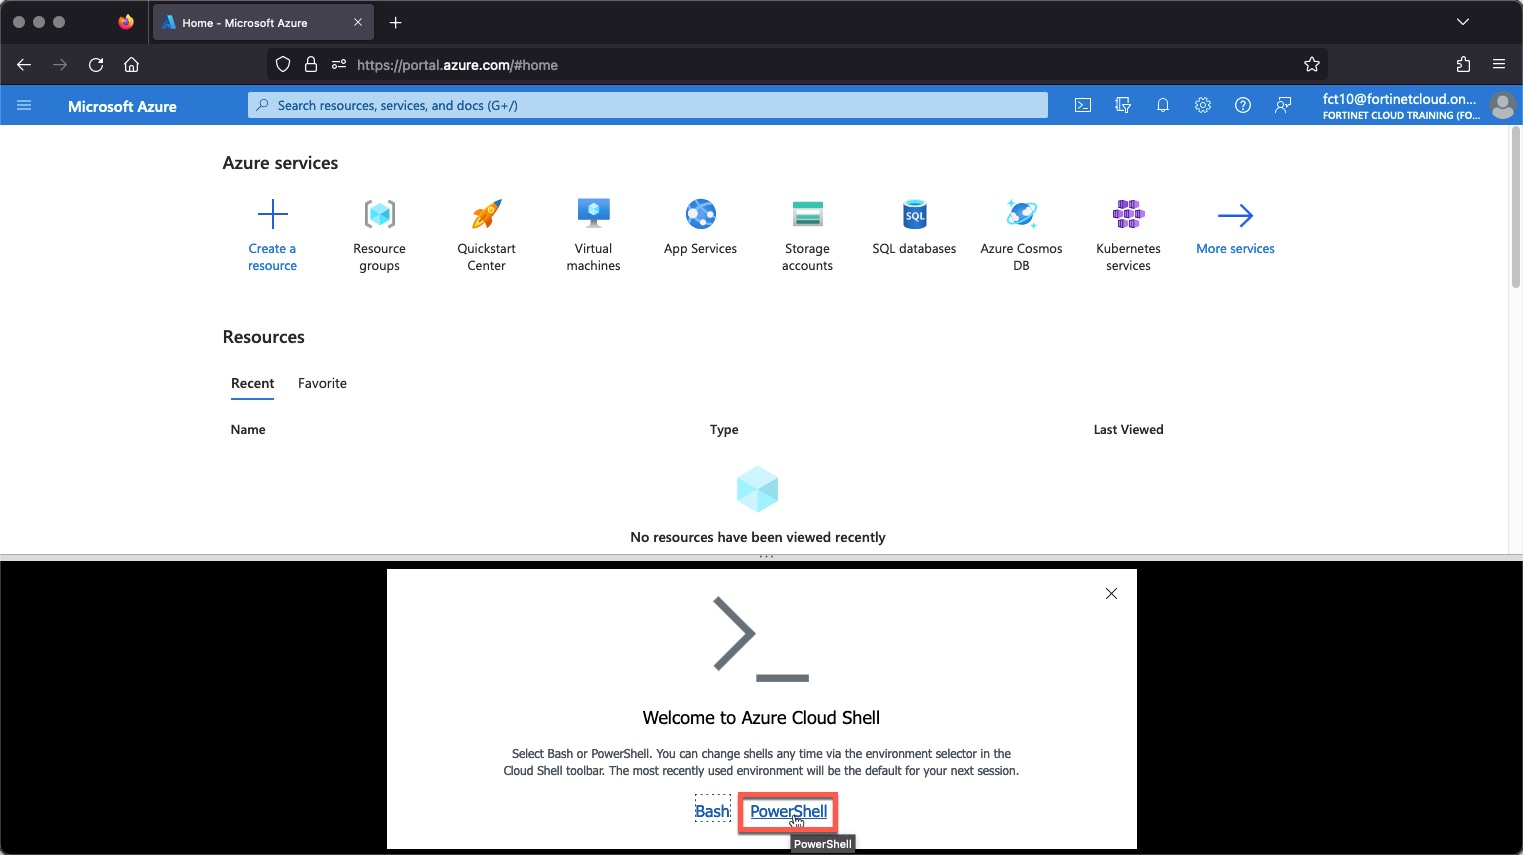 Home - Microsoft Azure
https://portal.azure.com/#home
Microsoft Azure
Search resources, services, and docs (G+/)
fct10@fortinetcloud.on...
FORTINET CLOUD TRAINING (FO...
Azure services
Create a
resource
Resource
groups
Quickstart
Center
Virtual
machines
App Services
Storage
accounts
SQL
SQL databases
Azure Cosmos
DB
Kubernetes
services
More services
Resources
Recent
Favorite
Name
Type
Last Viewed
No resources have been viewed recently
Welcome to Azure Cloud Shell
Select Bash or PowerShell. You can change shells any time via the environment selector in the
Cloud Shell toolbar. The most recently used environment will be the default for your next session.
Bash
PowerShell
PowerShell